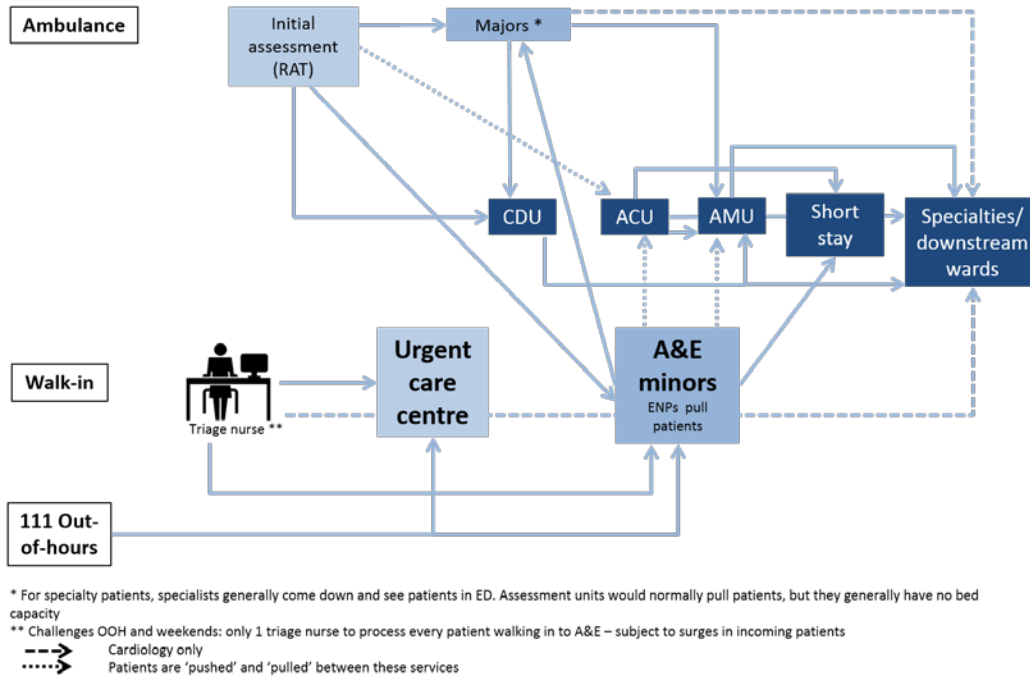 Ambulance
Initial
assessment
(RAT)
Majors *
CDU
ACU
AMU
Short
stay
Specialties/
downstream
wards
Walk-in
Triage nurse **
Urgent
care
centre
A&E
minors
ENPs pull
patients
111 Out-
of-hours
* For specialty patients, specialists generally come down and see patients in ED. Assessment units would normally pull patients, but they generally have no bed
capacity
** Challenges OOH and weekends: only 1 triage nurse to process every patient walking in to A&E – subject to surges in incoming patients
Cardiology only
Patients are ‘pushed’ and ‘pulled’ between these services